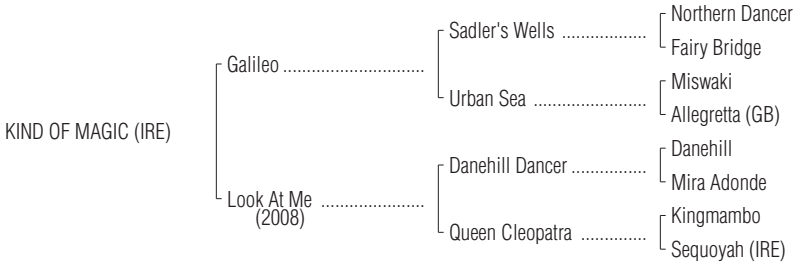 Northern Dancer
Sadler's Wells ..................
Fairy Bridge
Galileo .............................
Miswaki
Urban Sea ........................
Allegretta (GB)
KIND OF MAGIC (IRE)
Danehill
Danehill Dancer ................
Mira Adonde
Look At Me ......................
(2008)
Kingmambo
Queen Cleopatra ..............
Sequoyah (IRE)